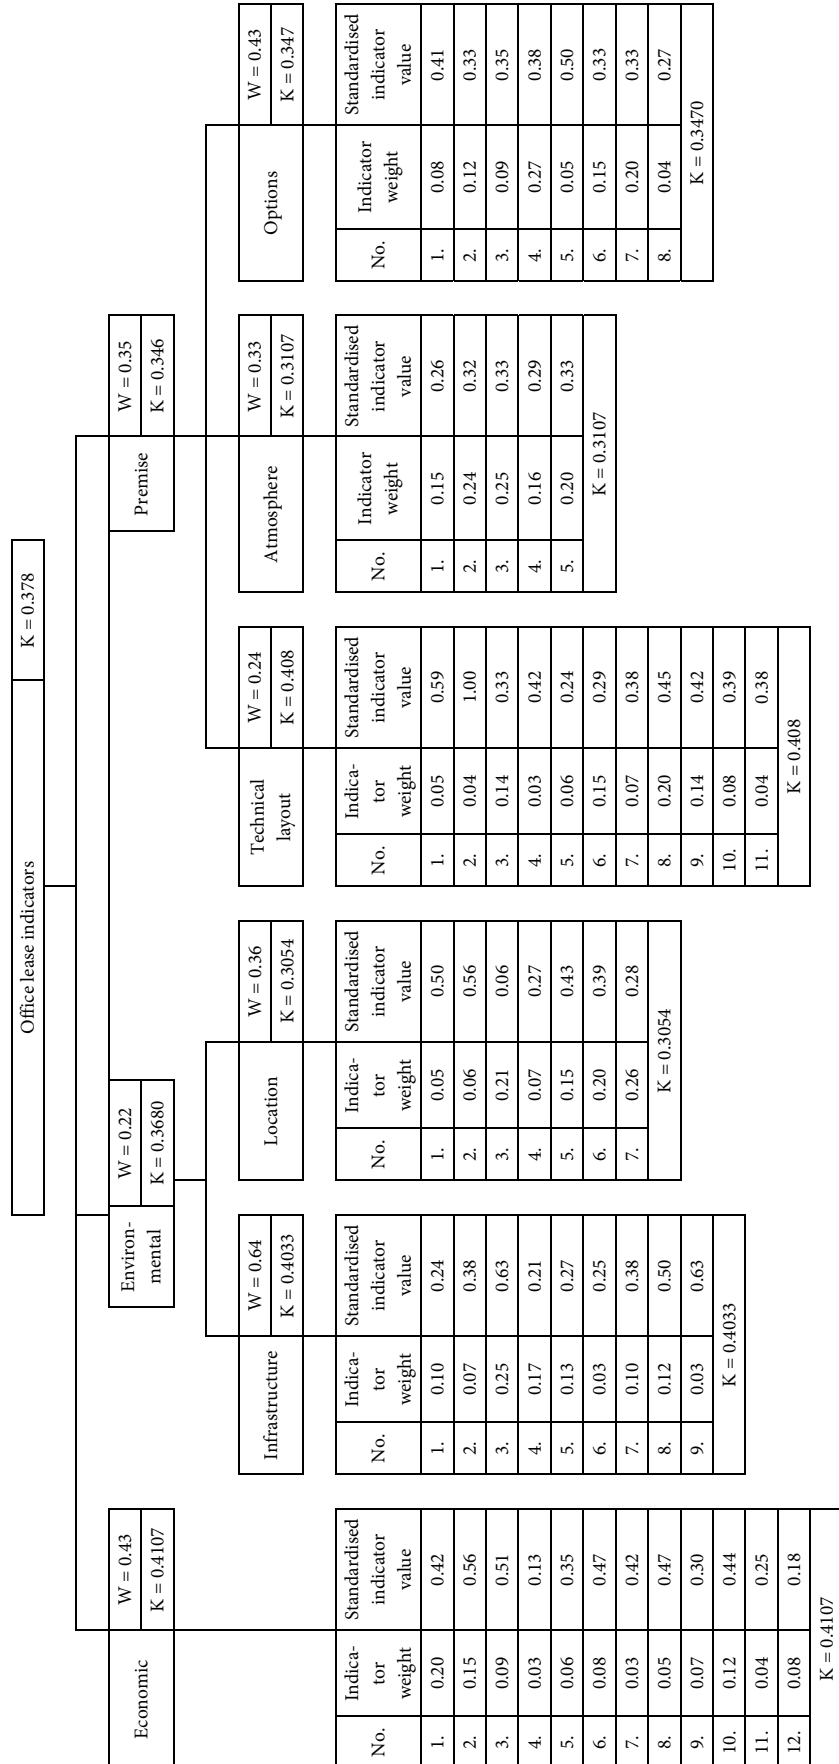 Office lease indicators K = 0.378
Economic W = 0.43
K = 0.4107
Environ-
mental W = 0.22
K = 0.3680
Premise W = 0.35
K = 0.346
Infrastructure W = 0.64
K = 0.4033
Location W = 0.36
K = 0.3054
Technical
layout W = 0.24
K = 0.408
Atmosphere W = 0.33
K = 0.3107
Options W = 0.43
K = 0.347
No. Indica-
tor
weight Standardised
indicator
value
1. 0.20 0.42
2. 0.15 0.56
3. 0.09 0.51
4. 0.03 0.13
5. 0.06 0.35
6. 0.08 0.47
7. 0.03 0.42
8. 0.05 0.47
9. 0.07 0.30
10. 0.12 0.44
11. 0.04 0.25
12. 0.08 0.18
K = 0.4107
No. Indica-
tor
weight Standardised
indicator
value
1. 0.10 0.24
2. 0.07 0.38
3. 0.25 0.63
4. 0.17 0.21
5. 0.13 0.27
6. 0.03 0.25
7. 0.10 0.38
8. 0.12 0.50
9. 0.03 0.63
K = 0.4033
No. Indica-
tor
weight Standardised
indicator
value
1. 0.05 0.50
2. 0.06 0.56
3. 0.21 0.06
4. 0.07 0.27
5. 0.15 0.43
6. 0.20 0.39
7. 0.26 0.28
K = 0.3054
No. Indica-
tor
weight Standardised
indicator
value
1. 0.05 0.59
2. 0.04 1.00
3. 0.14 0.33
4. 0.03 0.42
5. 0.06 0.24
6. 0.15 0.29
7. 0.07 0.38
8. 0.20 0.45
9. 0.14 0.42
10. 0.08 0.39
11. 0.04 0.38
K = 0.408
No. Indicator
weight Standardised
indicator
value
1. 0.15 0.26
2. 0.24 0.32
3. 0.25 0.33
4. 0.16 0.29
5. 0.20 0.33
K = 0.3107
No. Indicator
weight Standardised
indicator
value
1. 0.08 0.41
2. 0.12 0.33
3. 0.09 0.35
4. 0.27 0.38
5. 0.05 0.50
6. 0.15 0.33
7. 0.20 0.33
8. 0.04 0.27
K = 0.3470